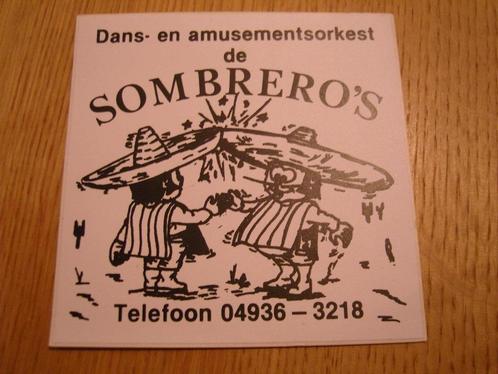 Dans- en amusementsorkest
de
SOMBRERO'S
Telefoon 04936 – 3218